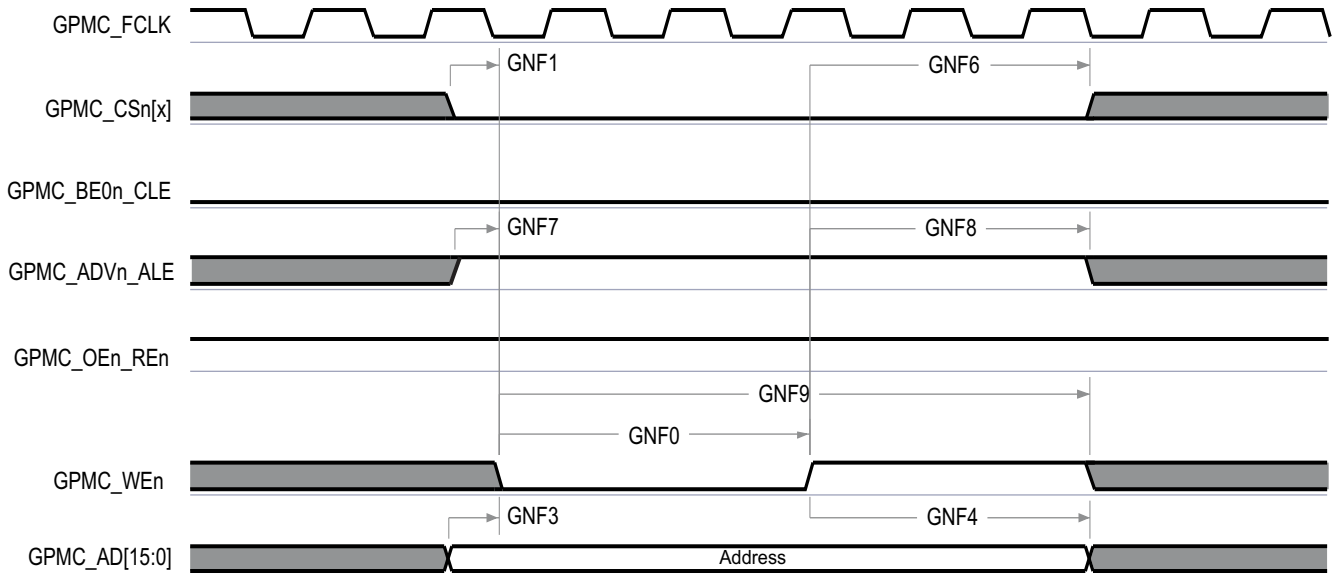 GPMC_FCLK
GNF1
GNF6
GPMC_CSn[x]
GPMC_BE0n_CLE
GNF7
GNF8
GPMC_ADVn_ALE
GPMC_OEn_REn
GNF9
GNF0
GPMC_WEn
GNF3
GNF4
GPMC_AD[15:0]
Address